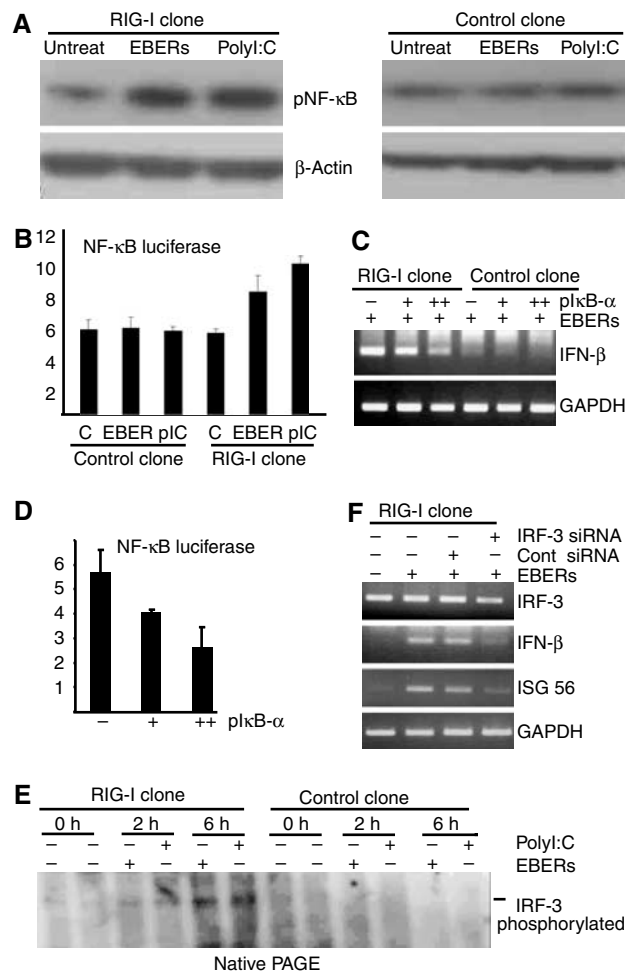 A
RIG-I clone
Control clone
Untreat EBERs PolyI:C
Untreat EBERs PolyI:C
pNF-κB
β-Actin
B
NF-κB luciferase
12
10
8
6
4
2
C EBER pIC C EBER pIC
Control clone RIG-I clone
C
RIG-I clone Control clone
– + ++ – + ++ pIκB-α
+ + + + + + EBERs
IFN-β
GAPDH
D
NF-κB luciferase
6
5
4
3
2
1
– + ++ pIκB-α
F
RIG-I clone
– – – + IRF-3 siRNA
– – + – Cont siRNA
– + + + EBERs
IRF-3
IFN-β
ISG 56
GAPDH
E
RIG-I clone Control clone
0 h 2 h 6 h 0 h 2 h 6 h
– – – + – + – – – + – + PolyI:C
– – + – + – – – + – + – EBERs
IRF-3
phosphorylated
Native PAGE